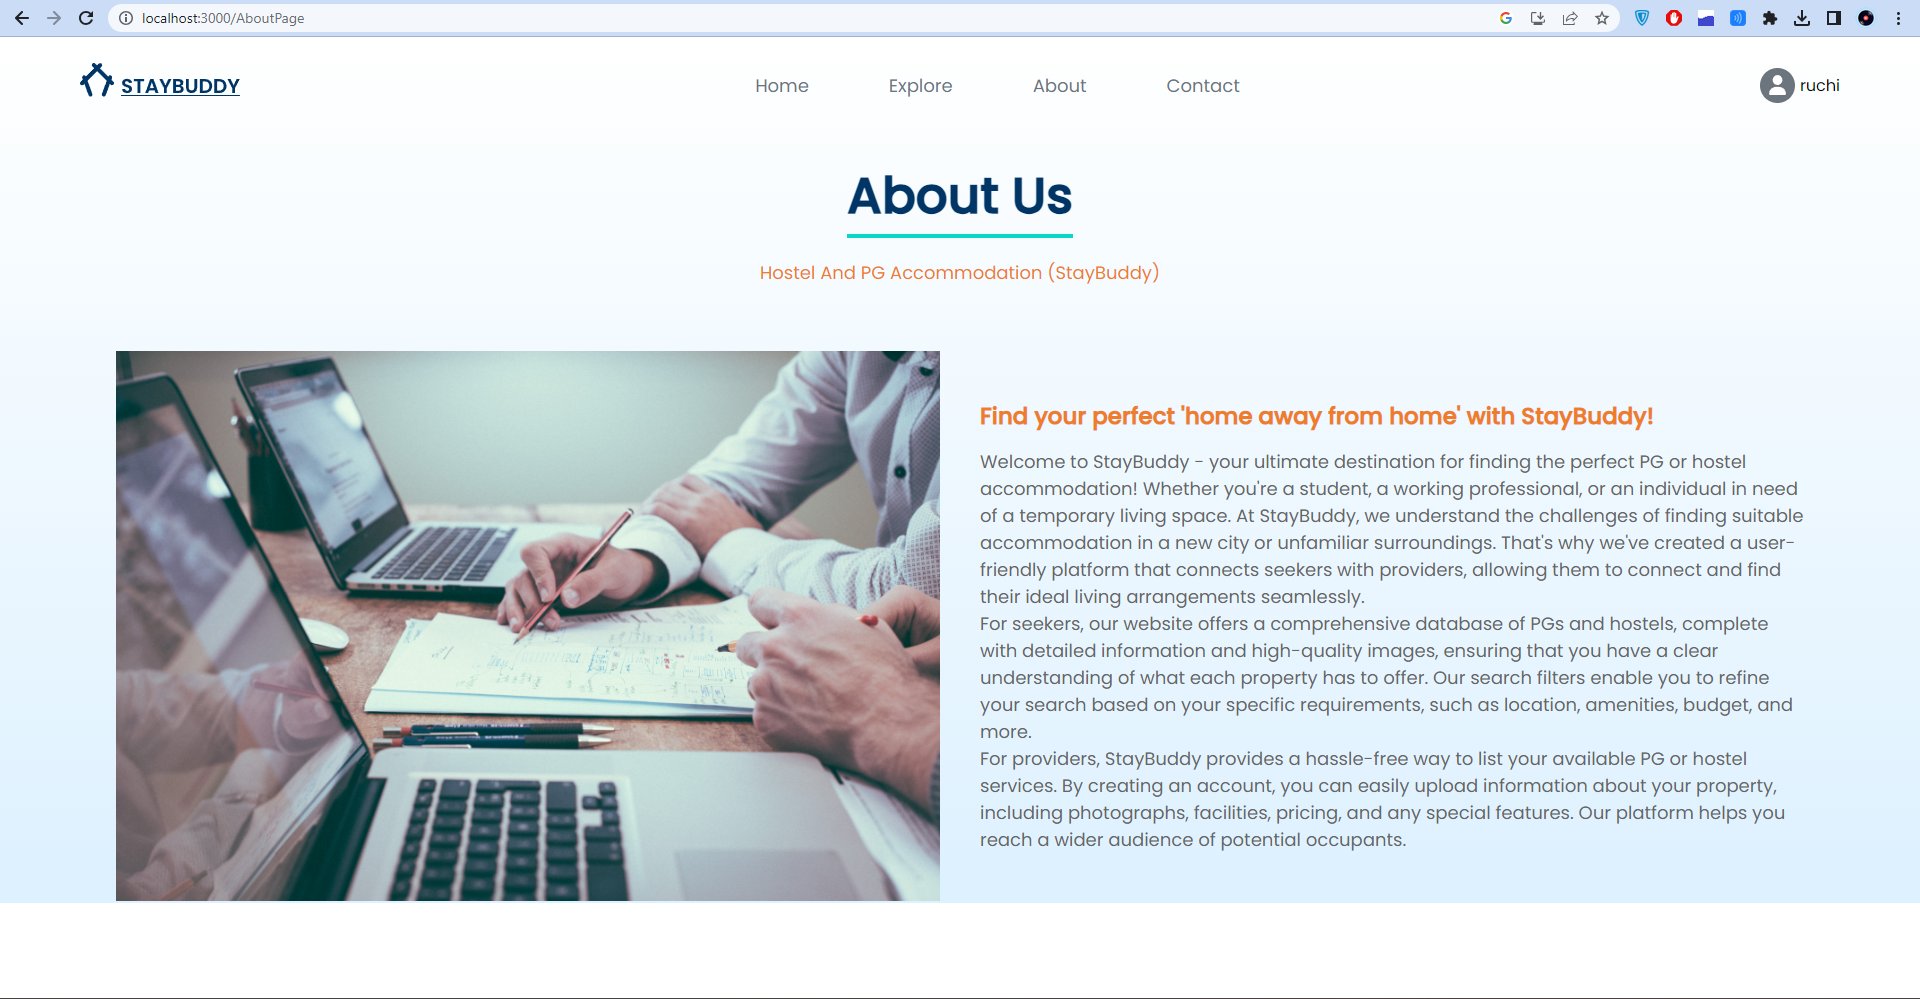 localhost:3000/AboutPage
STAYBUDDY
Home
Explore
About
Contact
ruchi
About Us
Hostel And PG Accommodation (StayBuddy)
Find your perfect 'home away from home' with StayBuddy!
Welcome to StayBuddy - your ultimate destination for finding the perfect PG or hostel
accommodation! Whether you're a student, a working professional, or an individual in need
of a temporary living space. At StayBuddy, we understand the challenges of finding suitable
accommodation in a new city or unfamiliar surroundings. That's why we've created a user-
friendly platform that connects seekers with providers, allowing them to connect and find
their ideal living arrangements seamlessly.
For seekers, our website offers a comprehensive database of PGs and hostels, complete
with detailed information and high-quality images, ensuring that you have a clear
understanding of what each property has to offer. Our search filters enable you to refine
your search based on your specific requirements, such as location, amenities, budget, and
more.
For providers, StayBuddy provides a hassle-free way to list your available PG or hostel
services. By creating an account, you can easily upload information about your property,
including photographs, facilities, pricing, and any special features. Our platform helps you
reach a wider audience of potential occupants.